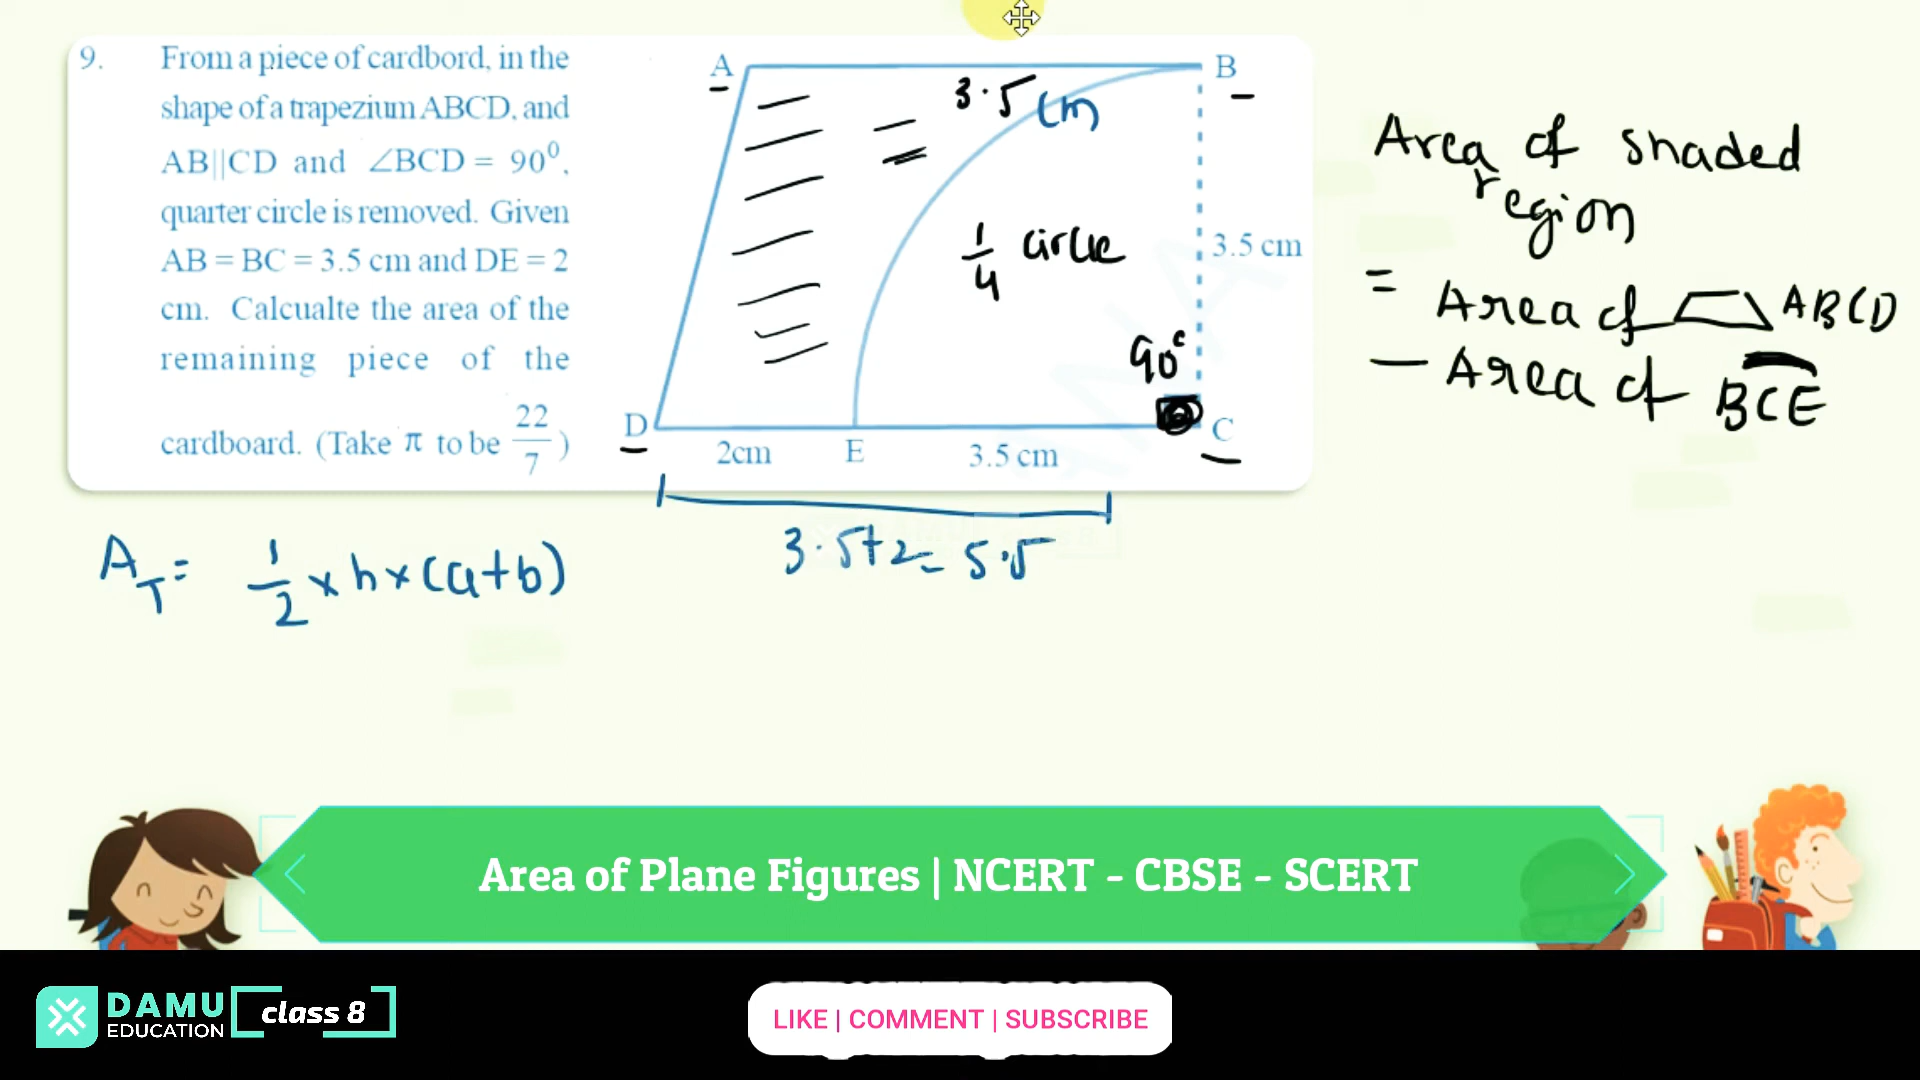 9. From a piece of cardbord, in the
shape of a trapezium ABCD, and
AB||CD and ∠BCD = 90⁰,
quarter circle is removed. Given
AB = BC = 3.5 cm and DE = 2
cm. Calcualte the area of the
remaining piece of the
cardboard. (Take π to be 22/7)
A B
3.5 cm
1/4 circle
3.5 cm
90°
D C
2cm E 3.5 cm
3.5+2=5.5
Area of shaded
region
= Area of ABCD
- Area of BCE
A_T = 1/2 × h × (a+b)
Area of Plane Figures | NCERT - CBSE - SCERT
DAMU
EDUCATION
class 8
LIKE | COMMENT | SUBSCRIBE